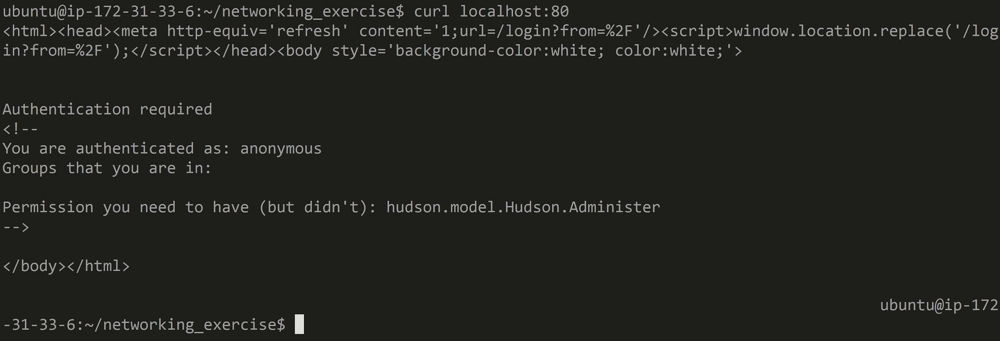 ubuntu@ip-172-31-33-6:~/networking_exercise$ curl localhost:80
<html><head><meta http-equiv='refresh' content='1;url=/login?from=%2F'/><script>window.location.replace('/log
in?from=%2F');</script></head><body style='background-color:white; color:white;'>
Authentication required
<!--
You are authenticated as: anonymous
Groups that you are in:
Permission you need to have (but didn't): hudson.model.Hudson.Administer
-->
</body></html>
ubuntu@ip-172
-31-33-6:~/networking_exercise$